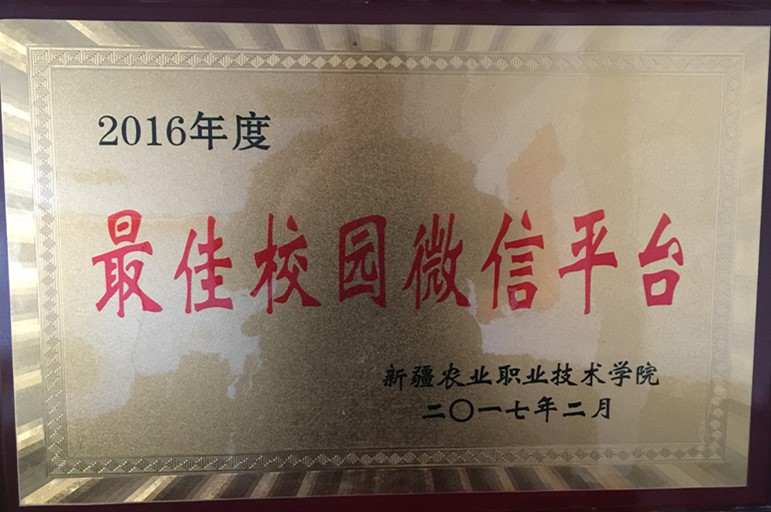 2016年度
最佳校园微信平台
新疆农业职业技术学院
二〇一七年二月